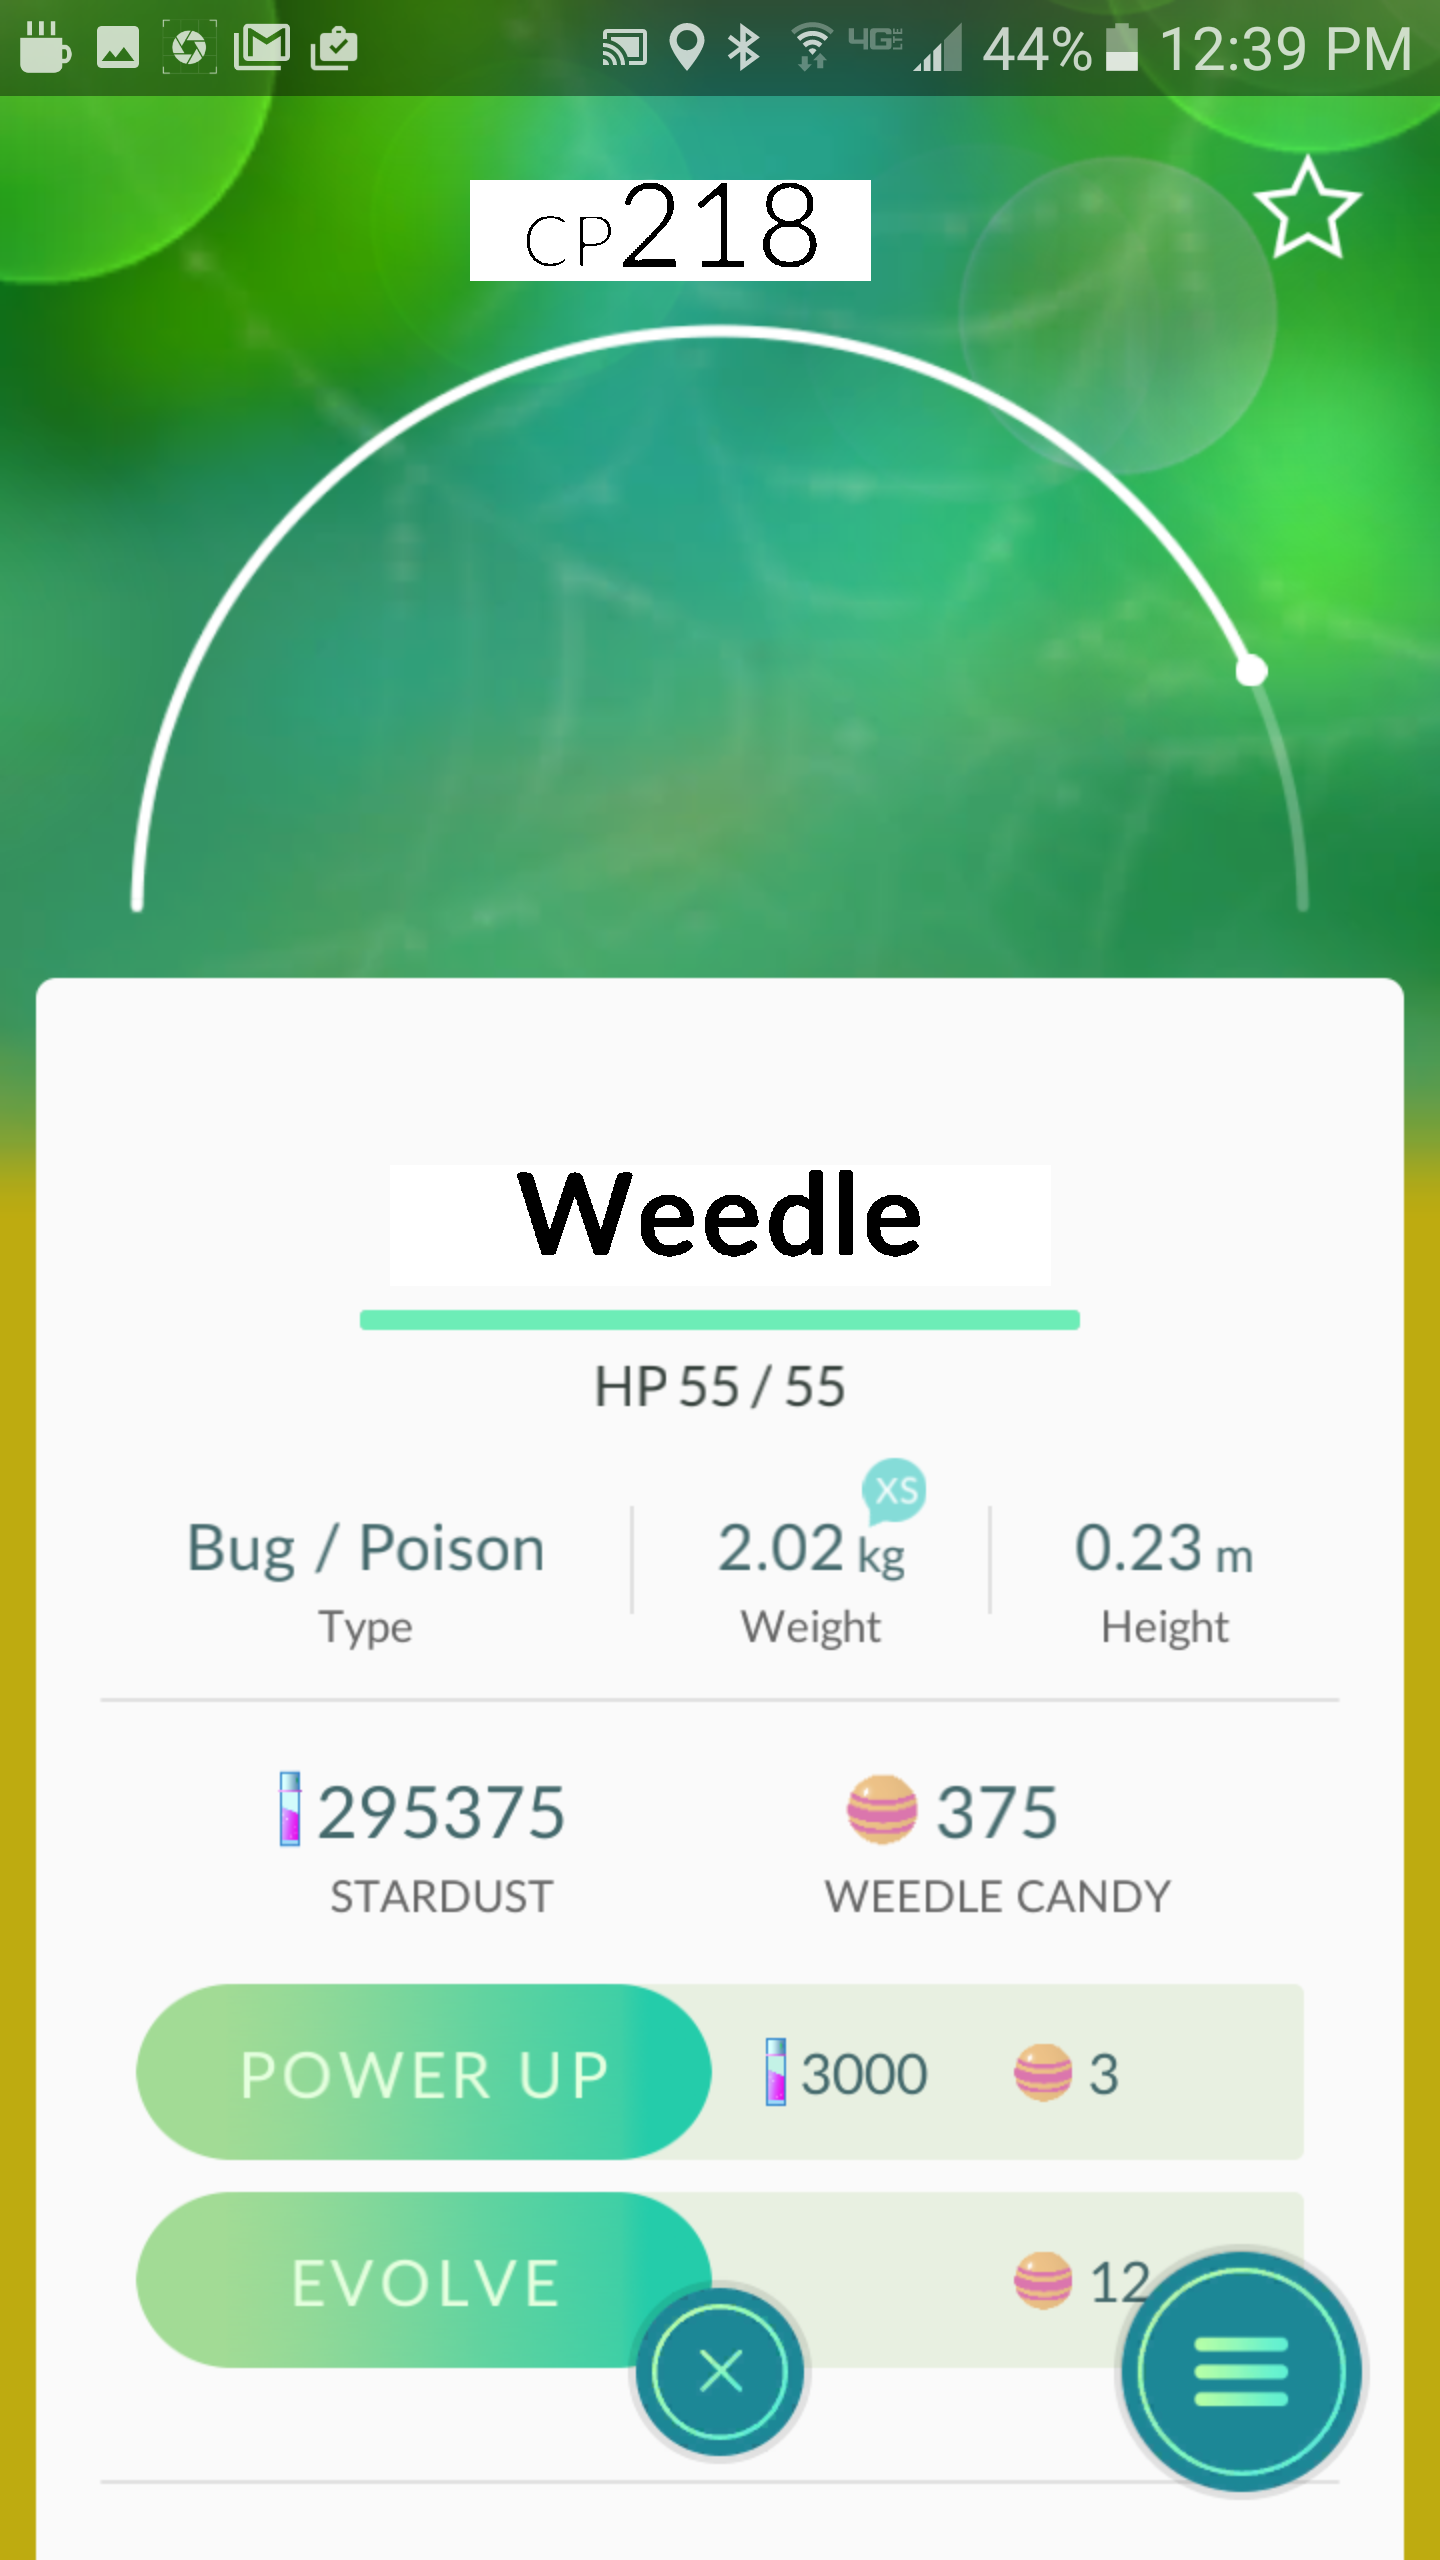 4G LTE 44% 12:39 PM
CP218
Weedle
HP 55 / 55
XS
Bug / Poison 2.02 kg 0.23 m
Type Weight Height
295375 375
STARDUST WEEDLE CANDY
POWER UP 3000 3
EVOLVE 12